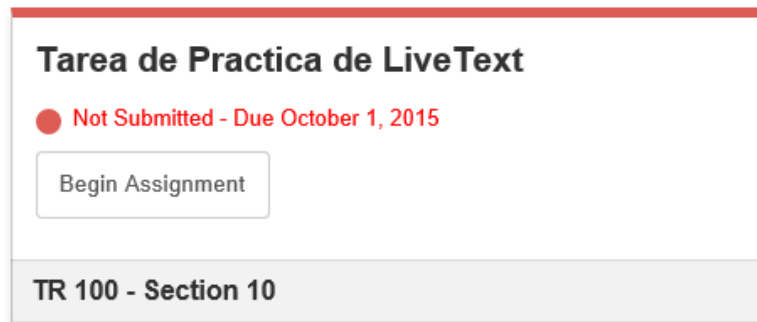 Tarea de Practica de LiveText
Not Submitted - Due October 1, 2015
Begin Assignment
TR 100 - Section 10